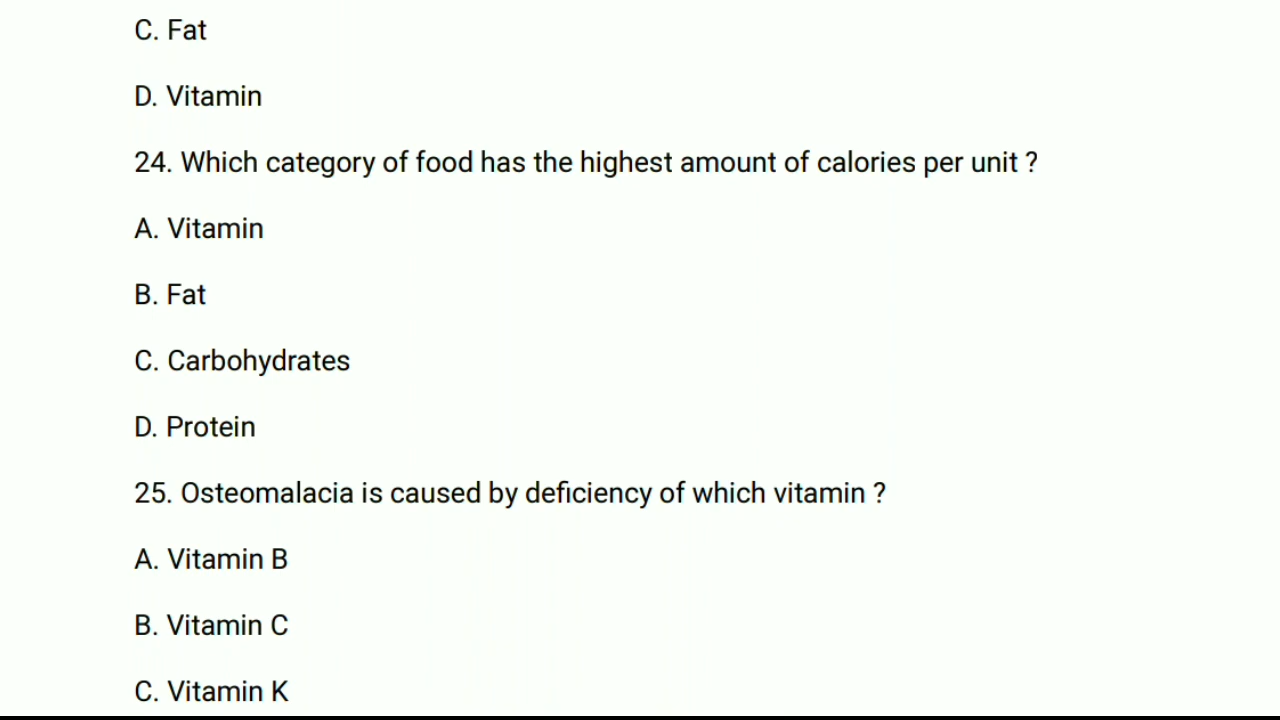 C. Fat
D. Vitamin
24. Which category of food has the highest amount of calories per unit ?
A. Vitamin
B. Fat
C. Carbohydrates
D. Protein
25. Osteomalacia is caused by deficiency of which vitamin ?
A. Vitamin B
B. Vitamin C
C. Vitamin K